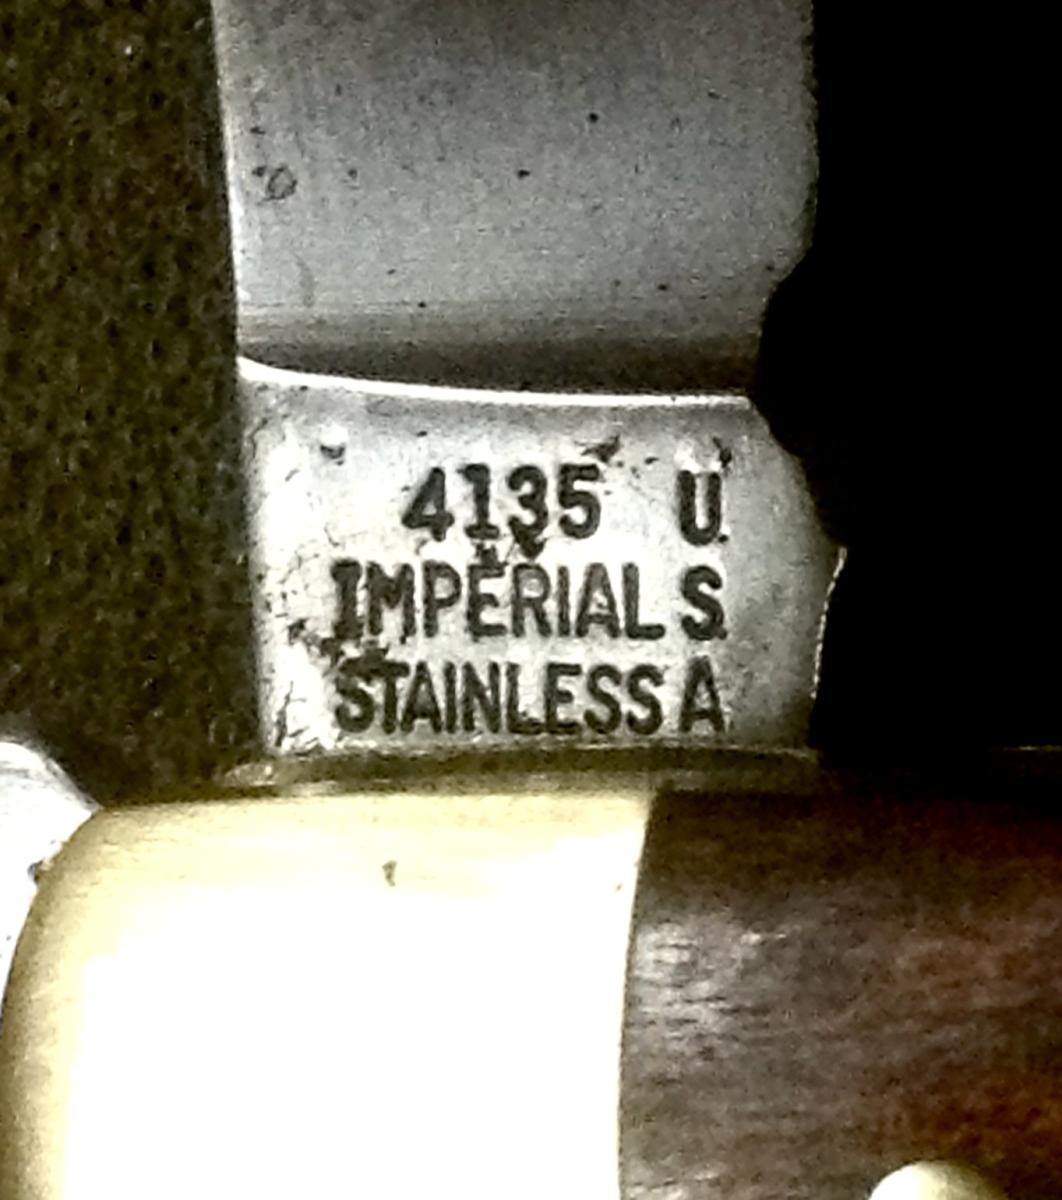 4135 U.
IMPERIAL S.
STAINLESS A